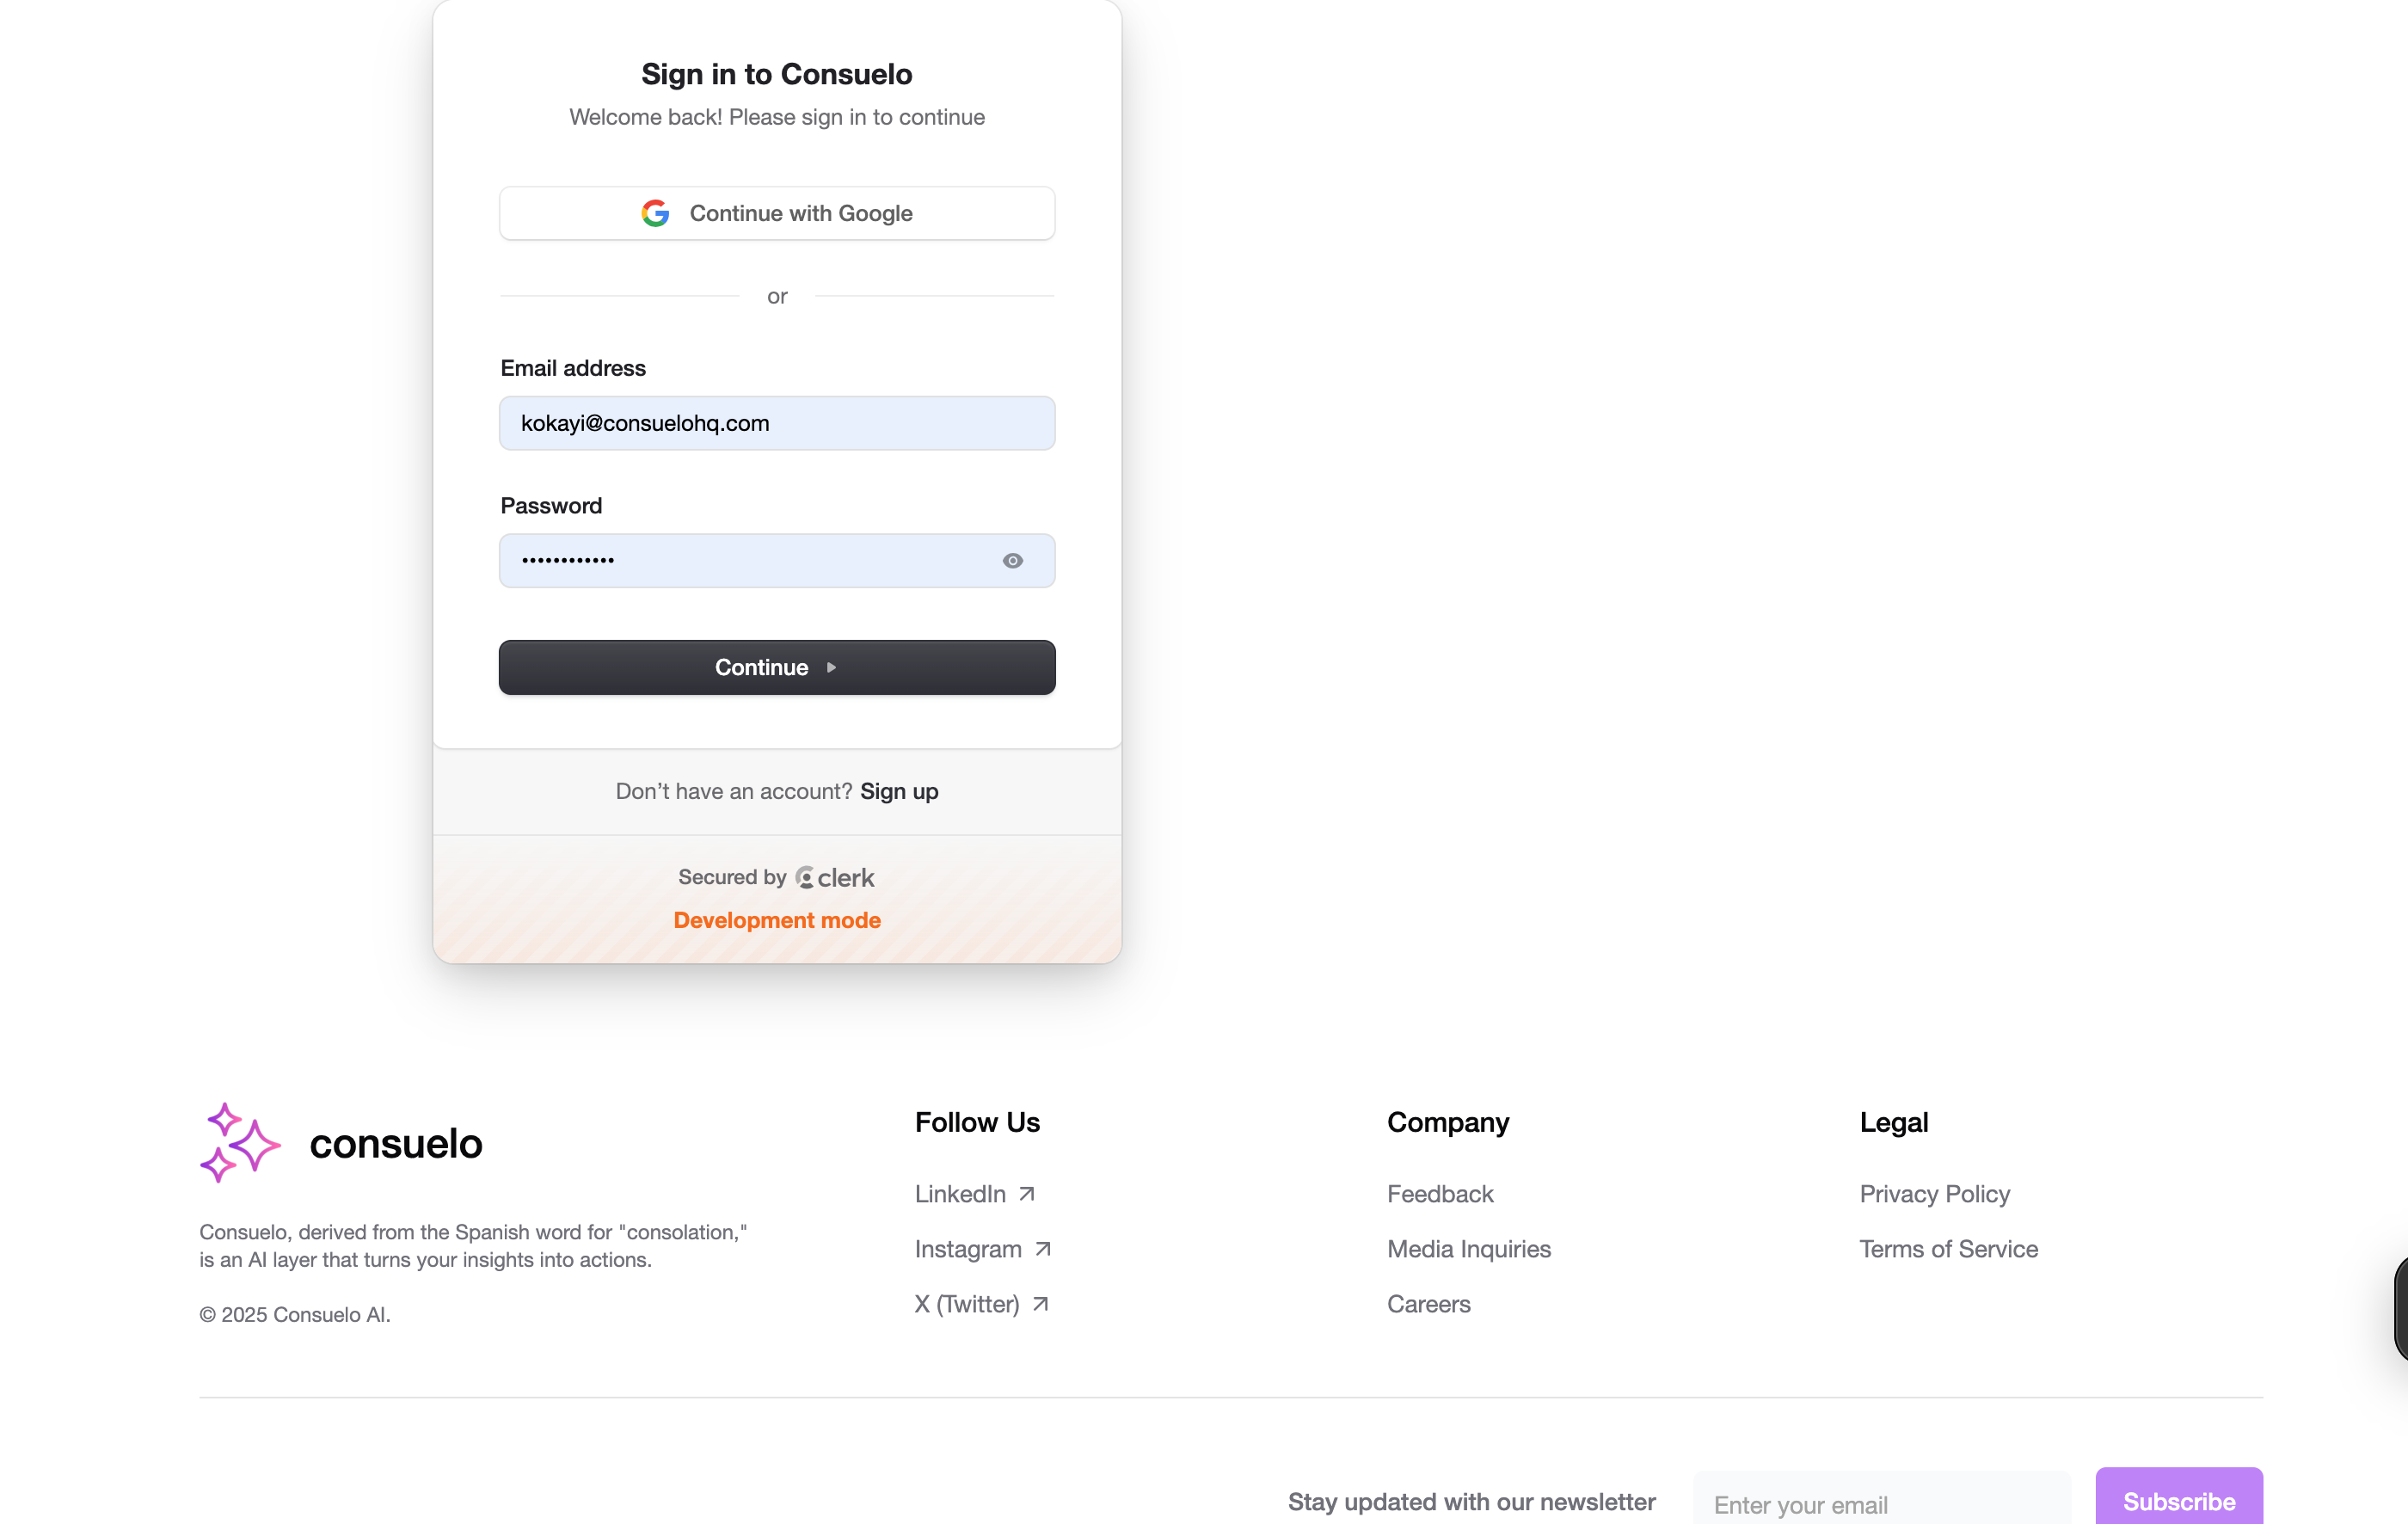 Sign in to Consuelo
Welcome back! Please sign in to continue
Continue with Google
or
Email address
kokayi@consuelohq.com
Password
••••••••••••
Continue
Don’t have an account? Sign up
Secured by clerk
Development mode
consuelo
Consuelo, derived from the Spanish word for "consolation,"
is an AI layer that turns your insights into actions.
© 2025 Consuelo AI.
Follow Us
LinkedIn
Instagram
X (Twitter)
Company
Feedback
Media Inquiries
Careers
Legal
Privacy Policy
Terms of Service
Stay updated with our newsletter
Enter your email
Subscribe